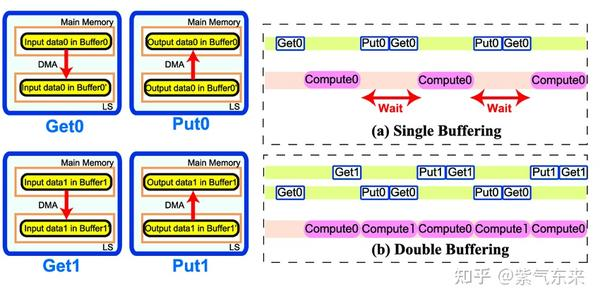 Main Memory
Input data0 in Buffer0
DMA
Input data0 in Buffer0'
LS
Get0
Main Memory
Output data0 in Buffer0
DMA
Output data0 in Buffer0'
LS
Put0
Main Memory
Input data1 in Buffer1
DMA
Input data1 in Buffer1'
LS
Get1
Main Memory
Output data1 in Buffer1
DMA
Output data1 in Buffer1'
LS
Put1
Get0 Put0 Get0 Put0 Get0
Compute0 Compute0 Compute0
Wait Wait
(a) Single Buffering
Get1 Put1 Get1 Put1 Get1
Get0 Put0 Get0 Put0 Get0
Compute0 Compute1 Compute0 Compute1 Compute0
(b) Double Buffering
知乎 @紫气东来